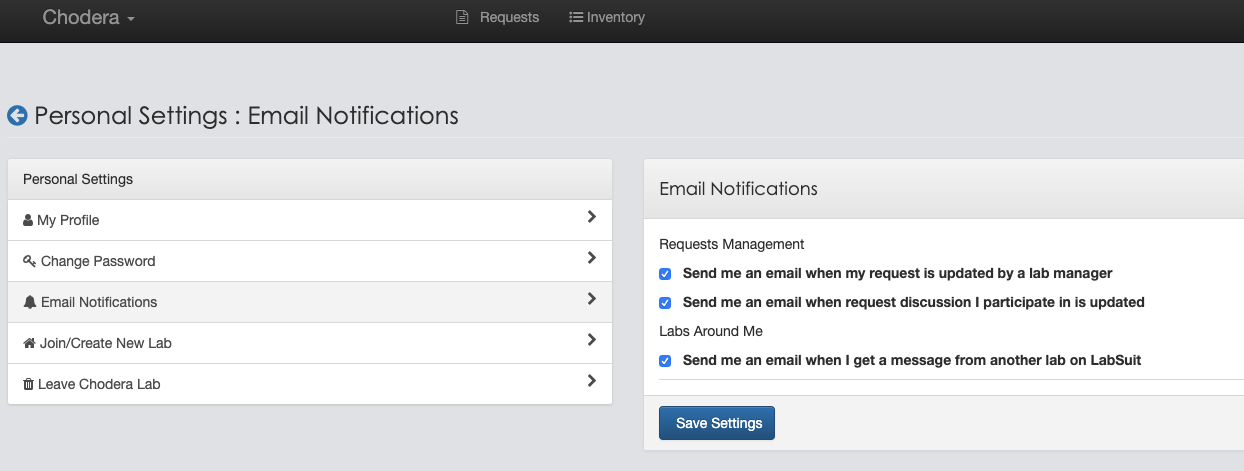 Chodera
Requests
Inventory
Personal Settings : Email Notifications
Personal Settings
My Profile
Change Password
Email Notifications
Join/Create New Lab
Leave Chodera Lab
Email Notifications
Requests Management
Send me an email when my request is updated by a lab manager
Send me an email when request discussion I participate in is updated
Labs Around Me
Send me an email when I get a message from another lab on LabSuit
Save Settings